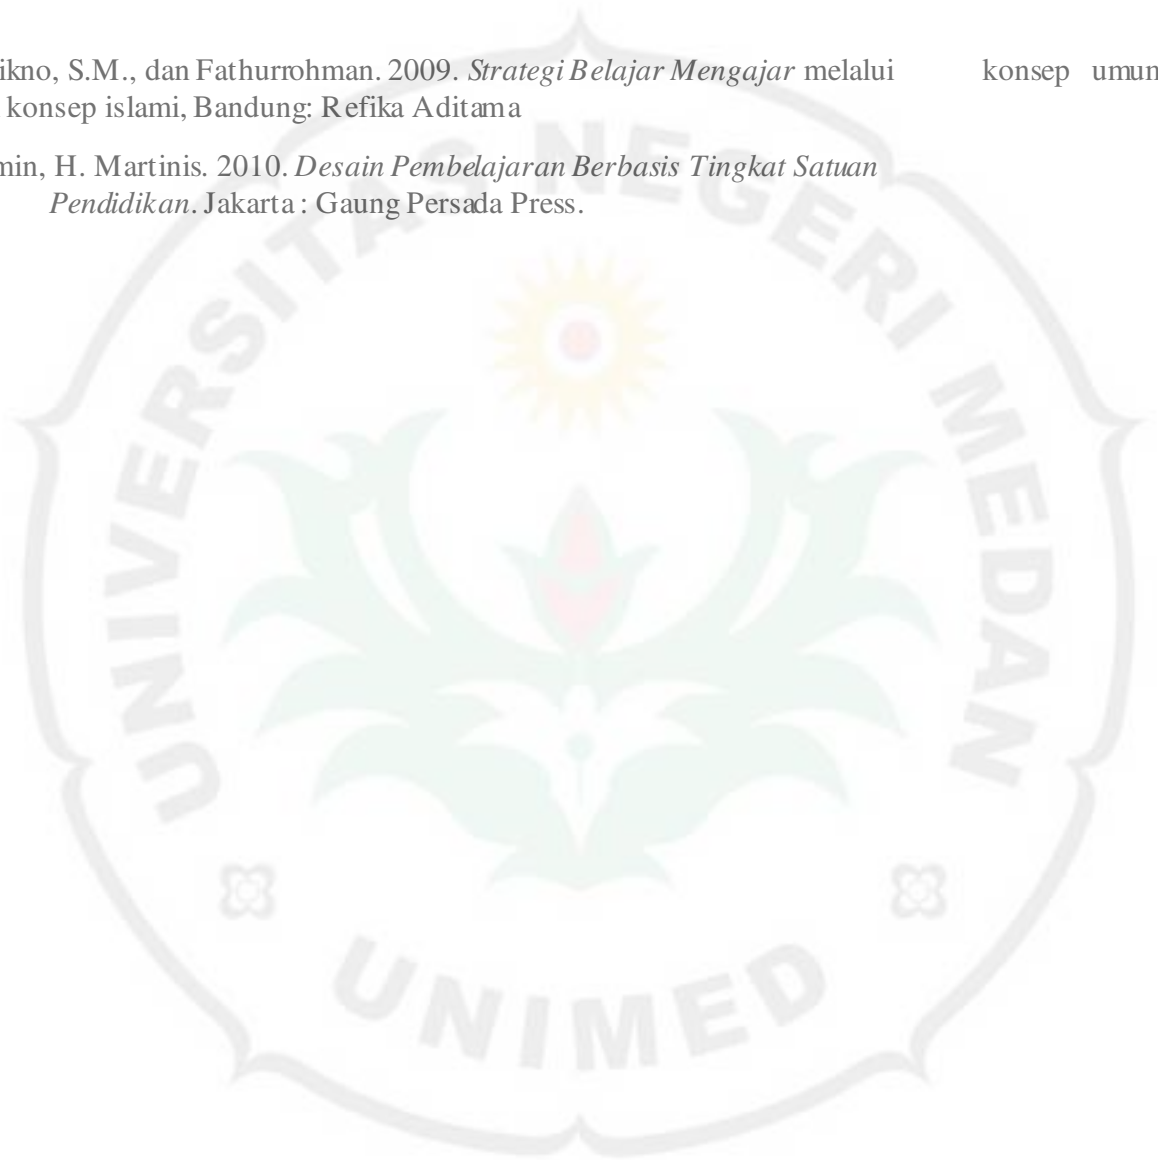 ikno, S.M., dan Fathurrohman. 2009. Strategi Belajar Mengajar melalui konsep umun
konsep islami, Bandung: Refika Aditama
min, H. Martinis. 2010. Desain Pembelajaran Berbasis Tingkat Satuan
Pendidikan. Jakarta : Gaung Persada Press.
UNIVERSITAS NEGERI MEDAN
UNIMED